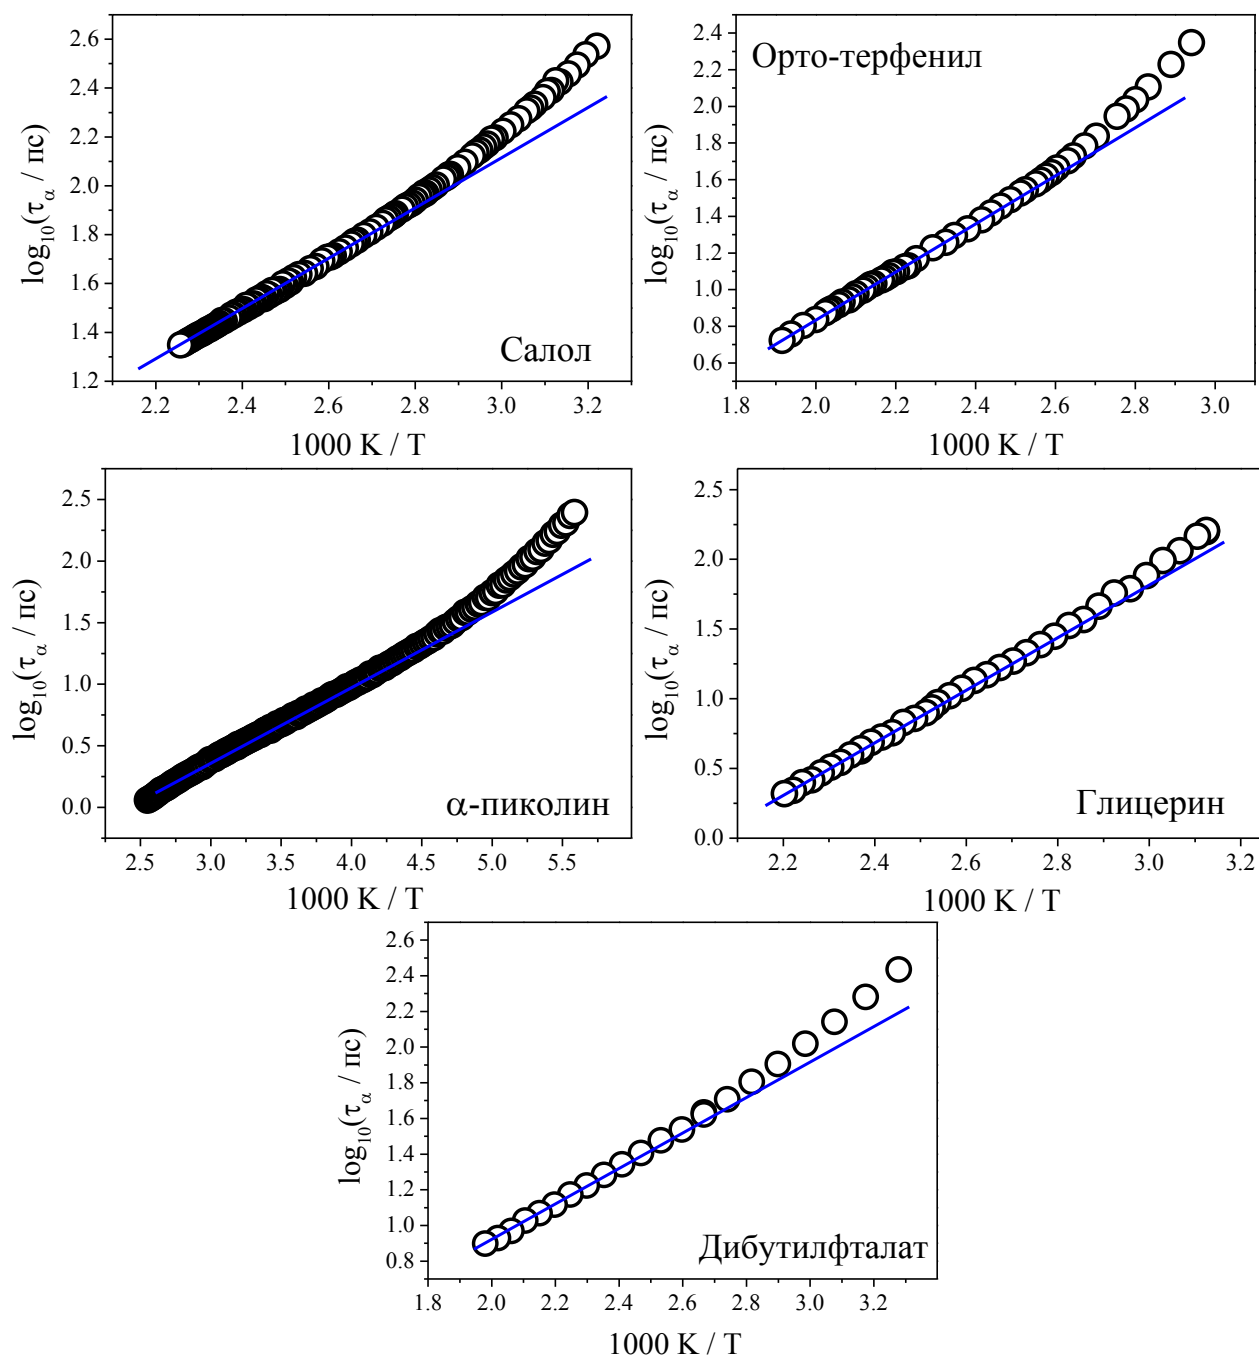 2.6
2.4
2.2
2.0
1.8
1.6
1.4
1.2
log₁₀(τα / пс)
Салол
2.2 2.4 2.6 2.8 3.0 3.2
1000 K / T
2.4
2.2
2.0
1.8
1.6
1.4
1.2
1.0
0.8
0.6
log₁₀(τα / пс)
Орто-терфенил
1.8 2.0 2.2 2.4 2.6 2.8 3.0
1000 K / T
2.5
2.0
1.5
1.0
0.5
0.0
log₁₀(τα / пс)
α-пиколин
2.5 3.0 3.5 4.0 4.5 5.0 5.5
1000 K / T
2.5
2.0
1.5
1.0
0.5
0.0
log₁₀(τα / пс)
Глицерин
2.2 2.4 2.6 2.8 3.0 3.2
1000 K / T
2.6
2.4
2.2
2.0
1.8
1.6
1.4
1.2
1.0
0.8
log₁₀(τα / пс)
Дибутилфталат
1.8 2.0 2.2 2.4 2.6 2.8 3.0 3.2
1000 K / T